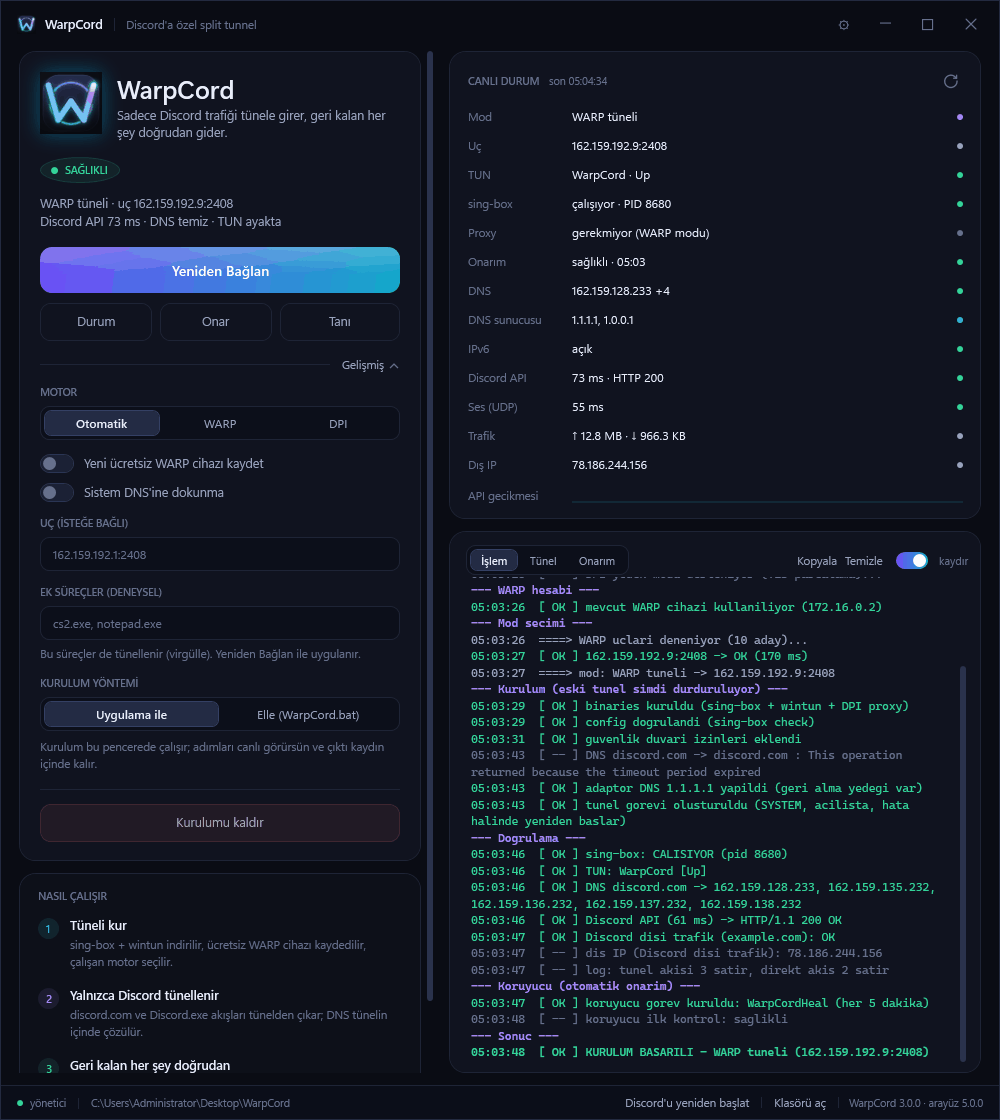 WarpCord
Discord'a özel split tunnel
WarpCord
Sadece Discord trafiği tünele girer, geri kalan her
şey doğrudan gider.
SAĞLIKLI
WARP tüneli · uç 162.159.192.9:2408
Discord API 73 ms · DNS temiz · TUN ayakta
Yeniden Bağlan
Durum
Onar
Tanı
Gelişmiş
MOTOR
Otomatik
WARP
DPI
Yeni ücretsiz WARP cihazı kaydet
Sistem DNS'ine dokunma
UÇ (İSTEĞE BAĞLI)
162.159.192.1:2408
EK SÜREÇLER (DENEYSEL)
cs2.exe, notepad.exe
Bu süreçler de tünellenir (virgülle). Yeniden Bağlan ile uygulanır.
KURULUM YÖNTEMİ
Uygulama ile
Elle (WarpCord.bat)
Kurulum bu pencerede çalışır; adımları canlı görürsün ve çıktı kaydın
içinde kalır.
Kurulumu kaldır
NASIL ÇALIŞIR
1
Tüneli kur
sing-box + wintun indirilir, ücretsiz WARP cihazı kaydedilir,
çalışan motor seçilir.
2
Yalnızca Discord tünellenir
discord.com ve Discord.exe akışları tünelden çıkar; DNS tünelin
içinde çözülür.
3
Geri kalan her şey doğrudan
CANLI DURUM son 05:04:34
Mod WARP tüneli
Uç 162.159.192.9:2408
TUN WarpCord · Up
sing-box çalışıyor · PID 8680
Proxy gerekmiyor (WARP modu)
Onarım sağlıklı · 05:03
DNS 162.159.128.233 +4
DNS sunucusu 1.1.1.1, 1.0.0.1
IPv6 açık
Discord API 73 ms · HTTP 200
Ses (UDP) 55 ms
Trafik ↑ 12.8 MB · ↓ 966.3 KB
Dış IP 78.186.244.156
API gecikmesi
İşlem
Tünel
Onarım
Kopyala
Temizle
kaydır
--- WARP hesabi ---
05:03:26 [ OK ] mevcut WARP cihazi kullaniliyor (172.16.0.2)
--- Mod secimi ---
05:03:26 ====> WARP uclari deneniyor (10 aday)...
05:03:27 [ OK ] 162.159.192.9:2408 -> OK (170 ms)
05:03:27 ====> mod: WARP tuneli -> 162.159.192.9:2408
--- Kurulum (eski tunel simdi durduruluyor) ---
05:03:29 [ OK ] binaries kuruldu (sing-box + wintun + DPI proxy)
05:03:29 [ OK ] config dogrulandi (sing-box check)
05:03:31 [ OK ] guvenlik duvari izinleri eklendi
05:03:43 [ -- ] DNS discord.com -> discord.com : This operation
returned because the timeout period expired
05:03:43 [ OK ] adaptor DNS 1.1.1.1 yapildi (geri alma yedegi var)
05:03:43 [ OK ] tunel gorevi olusturuldu (SYSTEM, acilista, hata
halinde yeniden baslar)
--- Dogrulama ---
05:03:46 [ OK ] sing-box: CALISIYOR (pid 8680)
05:03:46 [ OK ] TUN: WarpCord [Up]
05:03:46 [ OK ] DNS discord.com -> 162.159.128.233, 162.159.135.232,
162.159.136.232, 162.159.137.232, 162.159.138.232
05:03:46 [ OK ] Discord API (61 ms) -> HTTP/1.1 200 OK
05:03:47 [ OK ] Discord disi trafik (example.com): OK
05:03:47 [ -- ] dis IP (Discord disi trafik): 78.186.244.156
05:03:47 [ -- ] log: tunel akisi 3 satir, direkt akis 2 satir
--- Koruyucu (otomatik onarim) ---
05:03:47 [ OK ] koruyucu gorev kuruldu: WarpCordHeal (her 5 dakika)
05:03:48 [ -- ] koruyucu ilk kontrol: saglikli
--- Sonuc ---
05:03:48 [ OK ] KURULUM BASARILI - WARP tuneli (162.159.192.9:2408)
yönetici
C:\Users\Administrator\Desktop\WarpCord
Discord'u yeniden başlat
Klasörü aç
WarpCord 3.0.0 · arayüz 5.0.0